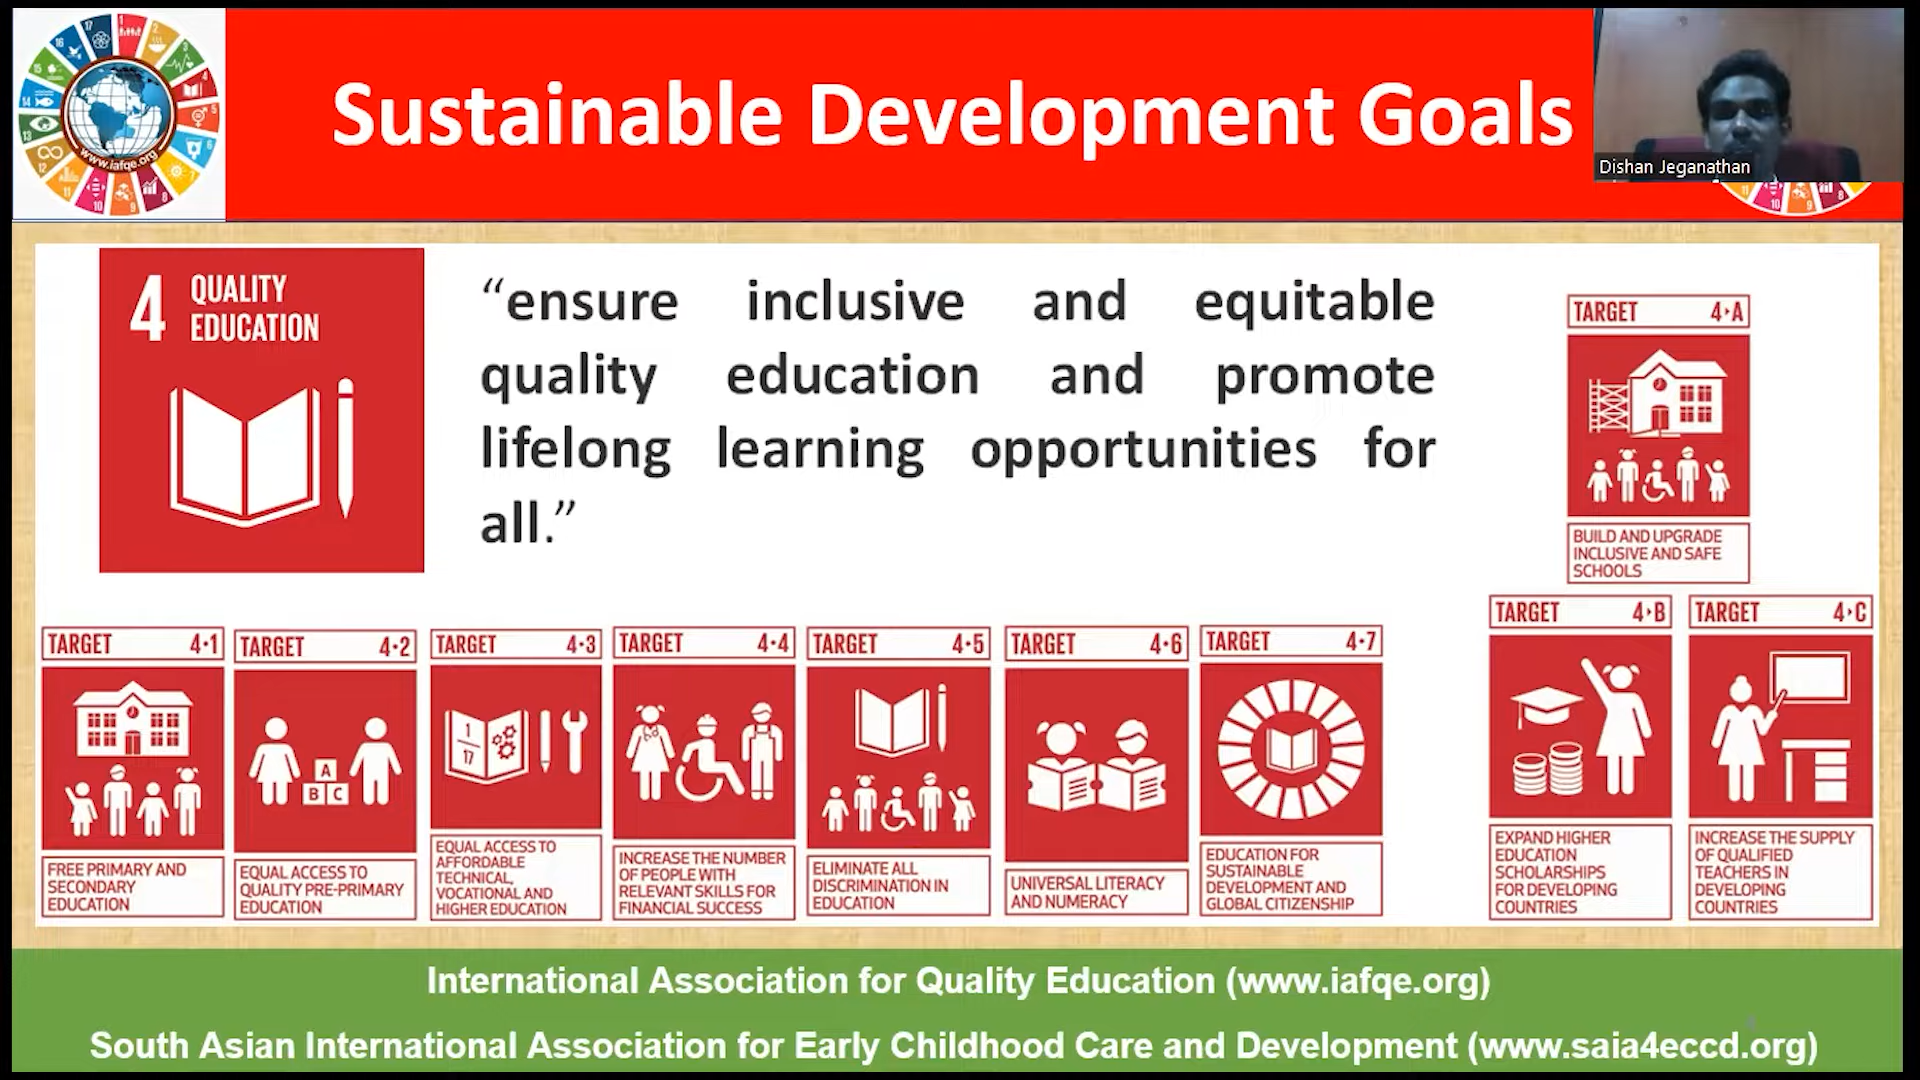 www.iafqe.org
Sustainable Development Goals
Dishan Jeganathan
4 QUALITY
EDUCATION
“ensure inclusive and equitable
quality education and promote
lifelong learning opportunities for
all.”
TARGET 4·A
BUILD AND UPGRADE
INCLUSIVE AND SAFE
SCHOOLS
TARGET 4·1
FREE PRIMARY AND
SECONDARY
EDUCATION
TARGET 4·2
A
B C
EQUAL ACCESS TO
QUALITY PRE-PRIMARY
EDUCATION
TARGET 4·3
1
17
EQUAL ACCESS TO
AFFORDABLE
TECHNICAL,
VOCATIONAL AND
HIGHER EDUCATION
TARGET 4·4
INCREASE THE NUMBER
OF PEOPLE WITH
RELEVANT SKILLS FOR
FINANCIAL SUCCESS
TARGET 4·5
ELIMINATE ALL
DISCRIMINATION IN
EDUCATION
TARGET 4·6
UNIVERSAL LITERACY
AND NUMERACY
TARGET 4·7
EDUCATION FOR
SUSTAINABLE
DEVELOPMENT AND
GLOBAL CITIZENSHIP
TARGET 4·B
EXPAND HIGHER
EDUCATION
SCHOLARSHIPS
FOR DEVELOPING
COUNTRIES
TARGET 4·C
INCREASE THE SUPPLY
OF QUALIFIED
TEACHERS IN
DEVELOPING
COUNTRIES
International Association for Quality Education (www.iafqe.org)
South Asian International Association for Early Childhood Care and Development (www.saia4eccd.org)